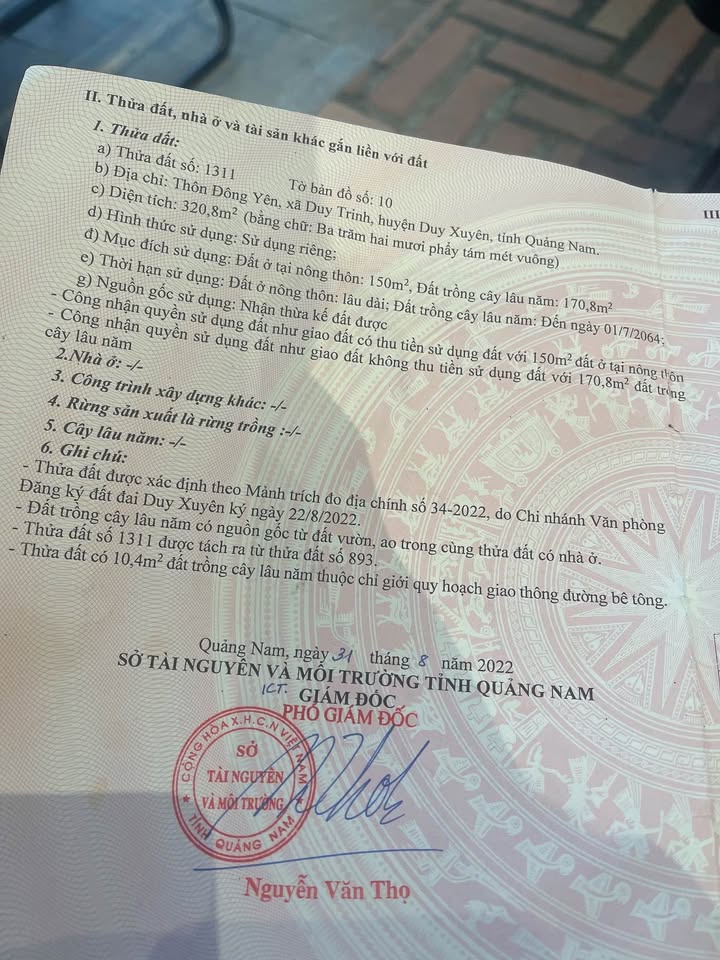 II. Thửa đất, nhà ở và tài sản khác gắn liền với đất
III
1. Thửa đất:
a) Thửa đất số: 1311 Tờ bản đồ số: 10
b) Địa chỉ: Thôn Đông Yên, xã Duy Trinh, huyện Duy Xuyên, tỉnh Quảng Nam.
c) Diện tích: 320,8m² (bằng chữ: Ba trăm hai mươi phẩy tám mét vuông)
d) Hình thức sử dụng: Sử dụng riêng;
đ) Mục đích sử dụng: Đất ở tại nông thôn: 150m², Đất trồng cây lâu năm: 170,8m²
e) Thời hạn sử dụng: Đất ở nông thôn: lâu dài; Đất trồng cây lâu năm: Đến ngày 01/7/2064;
g) Nguồn gốc sử dụng: Nhận thừa kế đất được
- Công nhận quyền sử dụng đất như giao đất có thu tiền sử dụng đất với 150m² đất ở tại nông thôn
- Công nhận quyền sử dụng đất như giao đất không thu tiền sử dụng đất với 170,8m² đất trồng
cây lâu năm
2.Nhà ở: -/-
3. Công trình xây dựng khác: -/-
4. Rừng sản xuất là rừng trồng :-/-
5. Cây lâu năm: -/-
6. Ghi chú:
- Thửa đất được xác định theo Mảnh trích đo địa chính số 34-2022, do Chi nhánh Văn phòng
Đăng ký đất đai Duy Xuyên ký ngày 22/8/2022.
- Đất trồng cây lâu năm có nguồn gốc từ đất vườn, ao trong cùng thửa đất có nhà ở.
- Thửa đất số 1311 được tách ra từ thửa đất số 893.
- Thửa đất có 10,4m² đất trồng cây lâu năm thuộc chỉ giới quy hoạch giao thông đường bê tông.
Quảng Nam, ngày 31 tháng 8 năm 2022
SỞ TÀI NGUYÊN VÀ MÔI TRƯỜNG TỈNH QUẢNG NAM
KT. GIÁM ĐỐC
PHÓ GIÁM ĐỐC
CỘNG HÒA X.H.C.N VIỆT NAM
SỞ
TÀI NGUYÊN
VÀ MÔI TRƯỜNG
TỈNH QUẢNG NAM
Nguyễn Văn Thọ